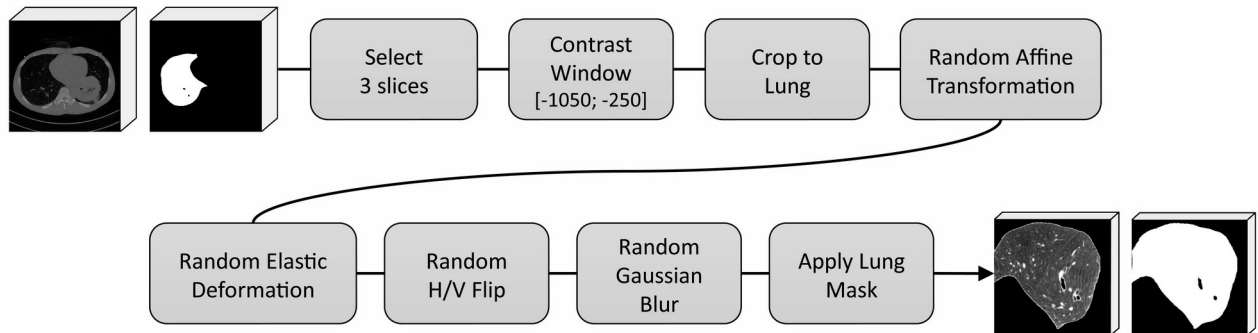 Select
3 slices
Contrast
Window
[-1050; -250]
Crop to
Lung
Random Affine
Transformation
Random Elastic
Deformation
Random
H/V Flip
Random
Gaussian
Blur
Apply Lung
Mask